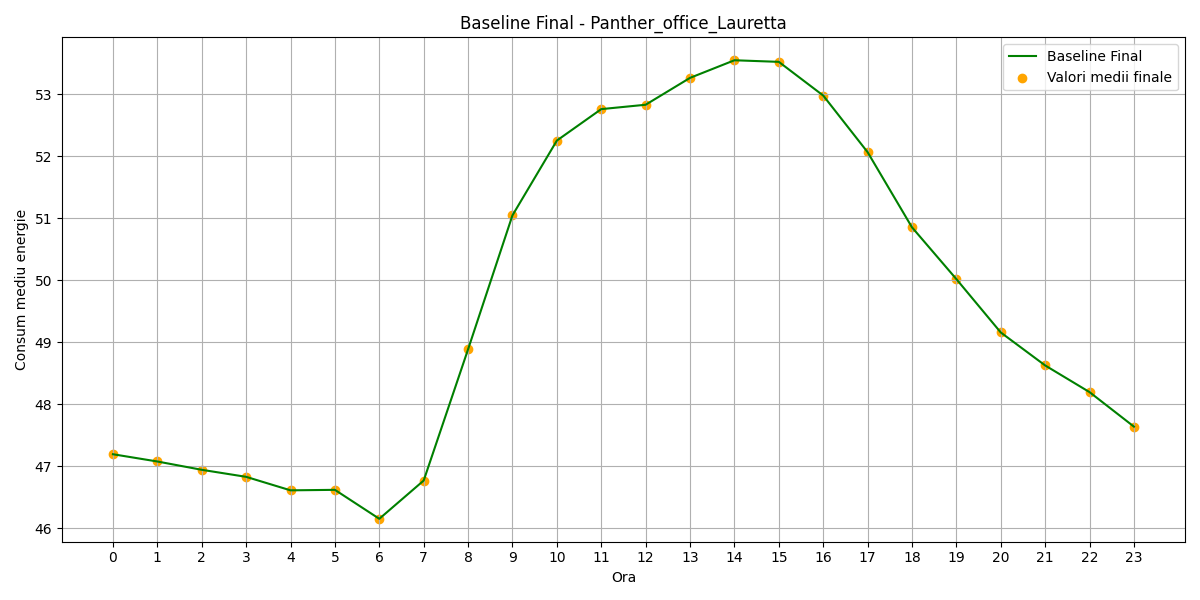 Baseline Final - Panther_office_Lauretta
Baseline Final
Valori medii finale
Consum mediu energie
53
52
51
50
49
48
47
46
0 1 2 3 4 5 6 7 8 9 10 11 12 13 14 15 16 17 18 19 20 21 22 23
Ora